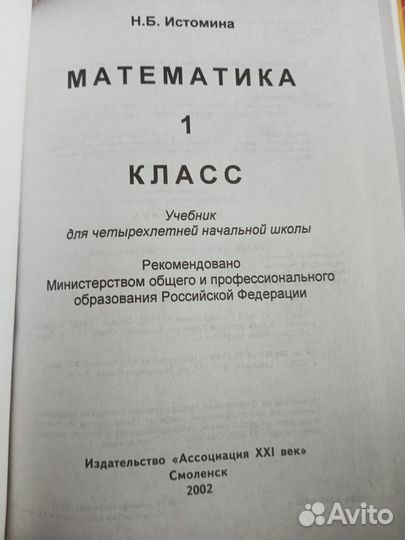 Н.Б. Истомина
МАТЕМАТИКА
1
КЛАСС
Учебник
для четырехлетней начальной школы
Рекомендовано
Министерством общего и профессионального
образования Российской Федерации
Издательство «Ассоциация XXI век»
Смоленск
2002
Avito